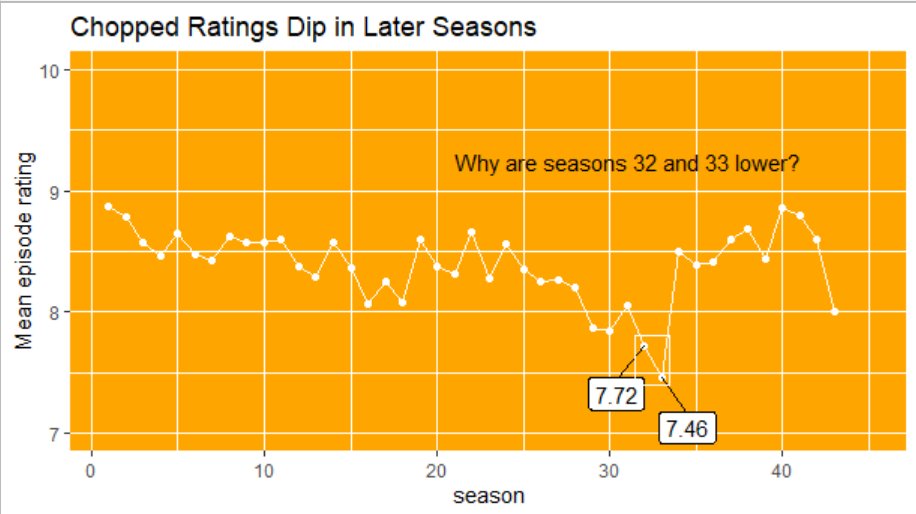 Chopped Ratings Dip in Later Seasons
10
Why are seasons 32 and 33 lower?
9
Mean episode rating
8
7.72
7.46
7
0 10 20 30 40
season